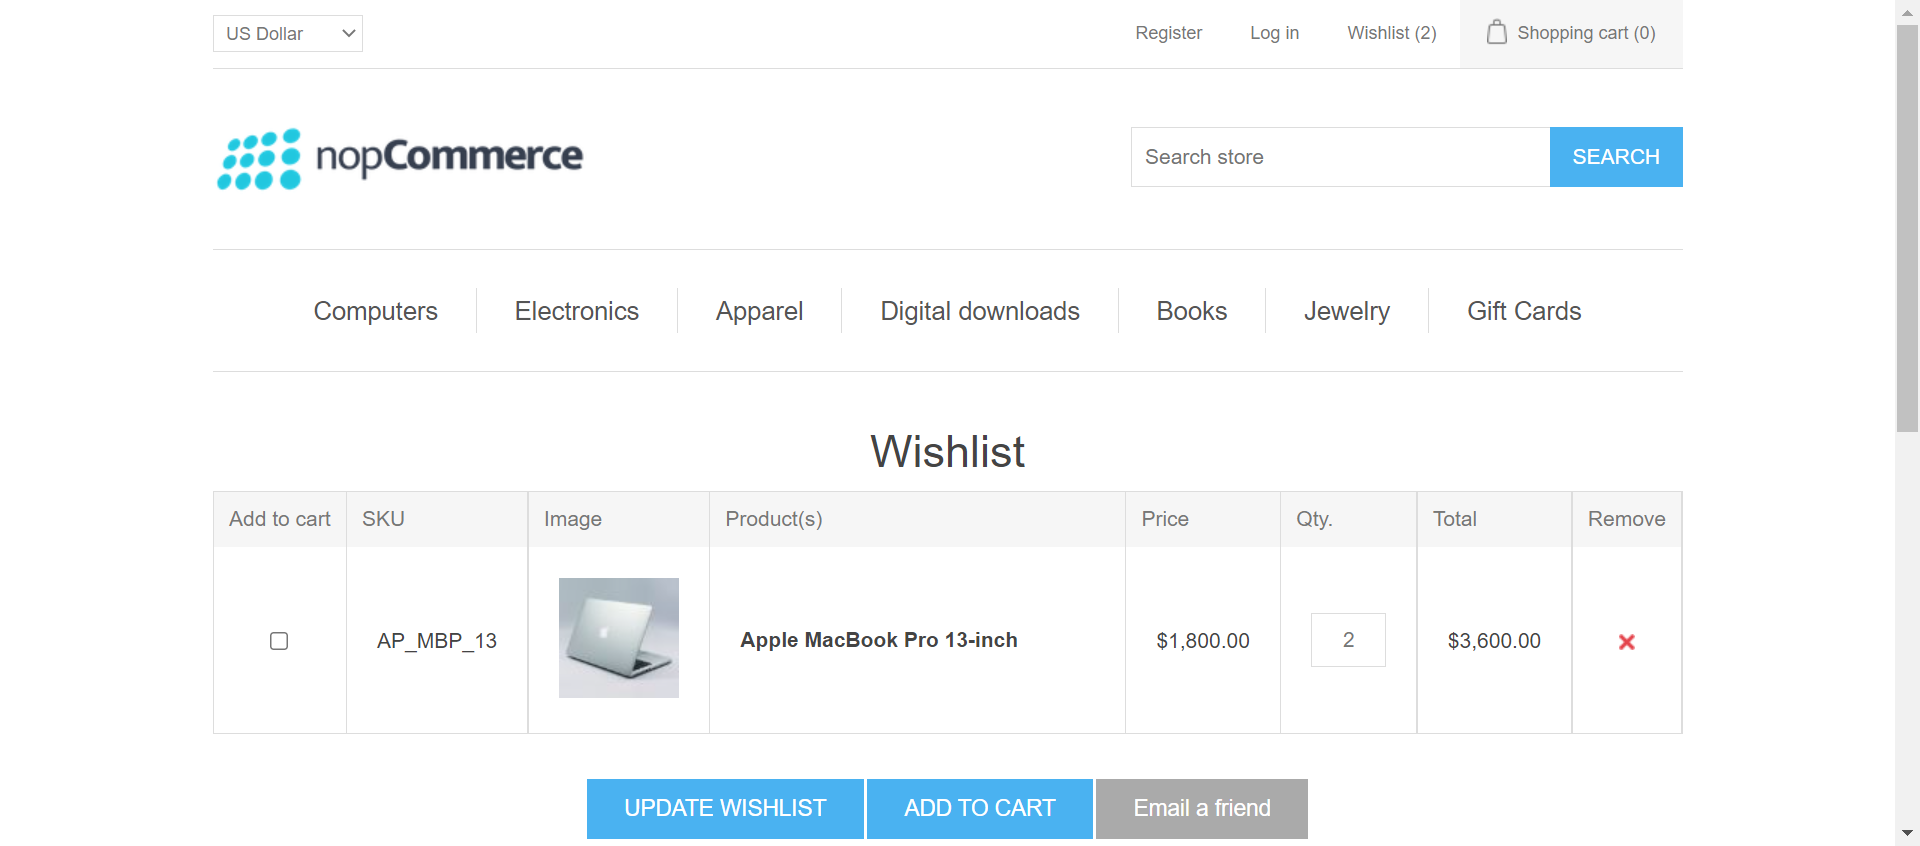 US Dollar
Register
Log in
Wishlist (2)
Shopping cart (0)
nopCommerce
Search store
SEARCH
Computers
Electronics
Apparel
Digital downloads
Books
Jewelry
Gift Cards
Wishlist
Add to cart SKU Image Product(s) Price Qty. Total Remove
AP_MBP_13 Apple MacBook Pro 13-inch $1,800.00 2 $3,600.00
UPDATE WISHLIST
ADD TO CART
Email a friend